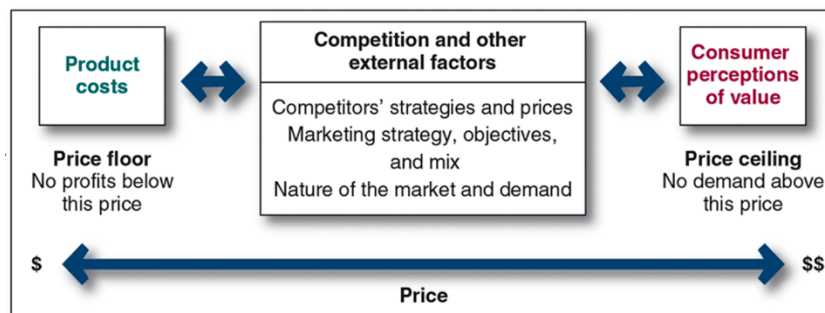 Product
costs
Competition and other
external factors
Competitors' strategies and prices
Marketing strategy, objectives,
and mix
Nature of the market and demand
Consumer
perceptions
of value
Price floor
No profits below
this price
Price ceiling
No demand above
this price
$
$$
Price